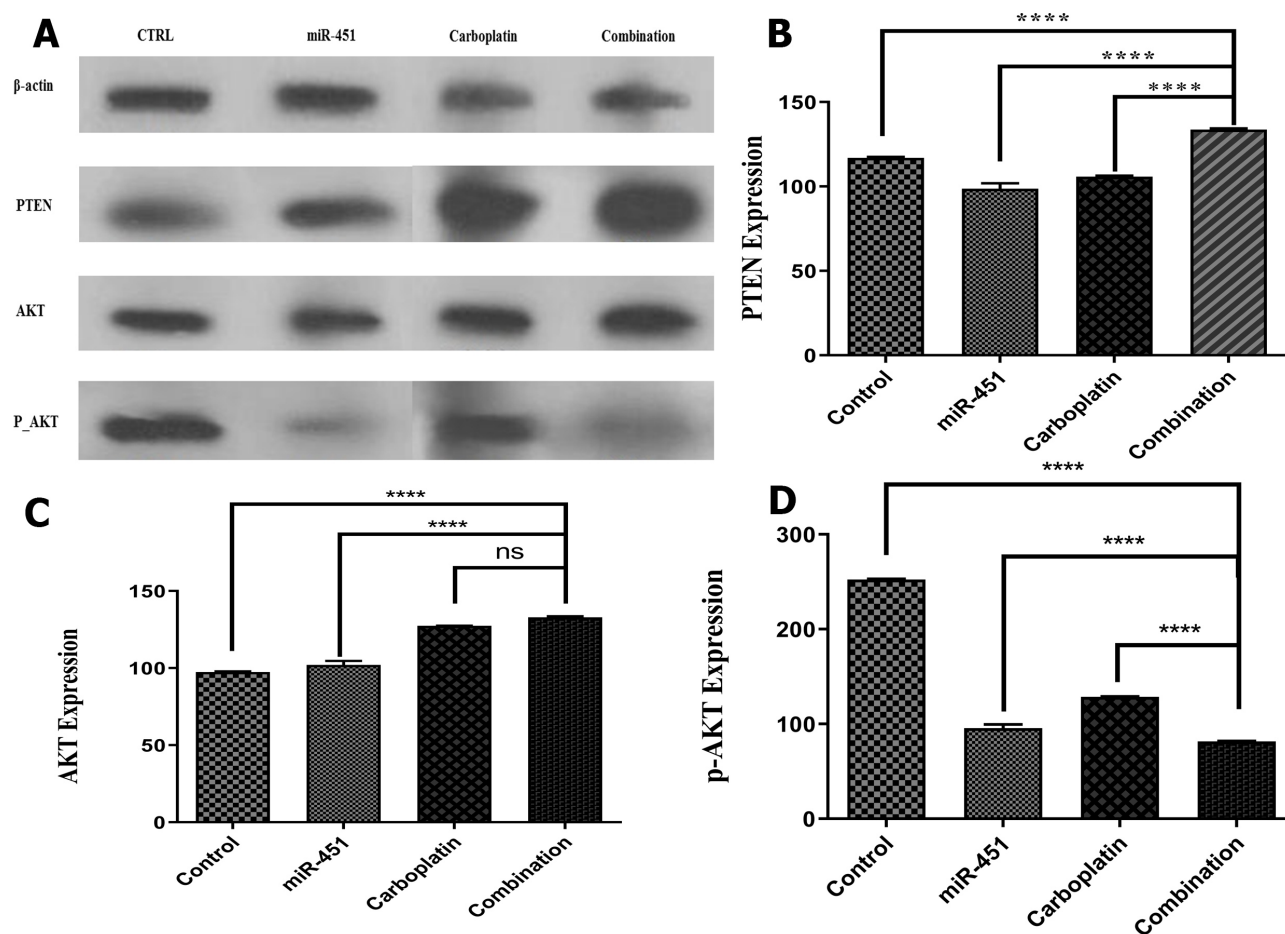 A
CTRL miR-451 Carboplatin Combination
β-actin
PTEN
AKT
P_AKT
B
****
****
****
PTEN Expression
150
100
50
0
Control miR-451 Carboplatin Combination
C
****
****
ns
AKT Expression
150
100
50
0
Control miR-451 Carboplatin Combination
D
****
****
****
p-AKT Expression
300
200
100
0
Control miR-451 Carboplatin Combination